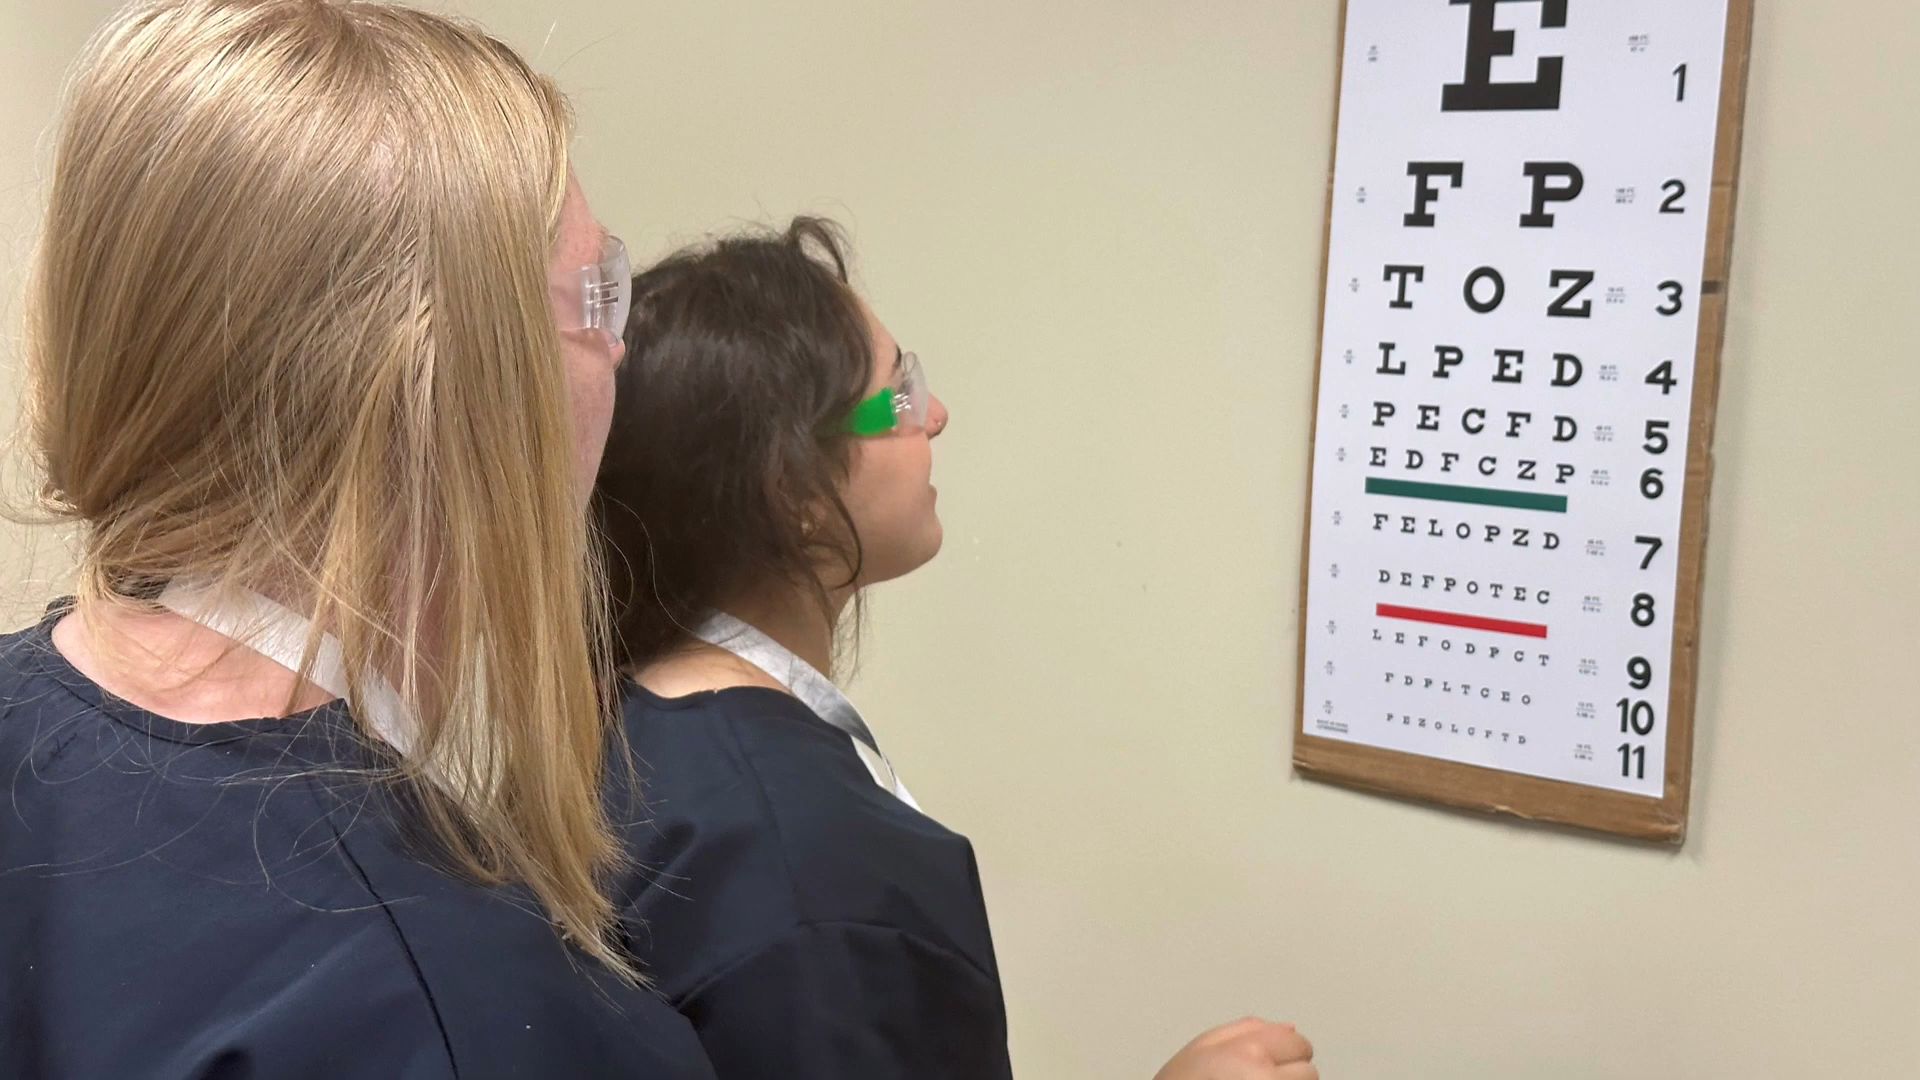 E 1
F P 2
T O Z 3
L P E D 4
P E C F D 5
E D F C Z P 6
F E L O P Z D 7
D E F P O T E C 8
L E F O D P C T 9
F D P L T C E O 10
P E Z O L C F T D 11